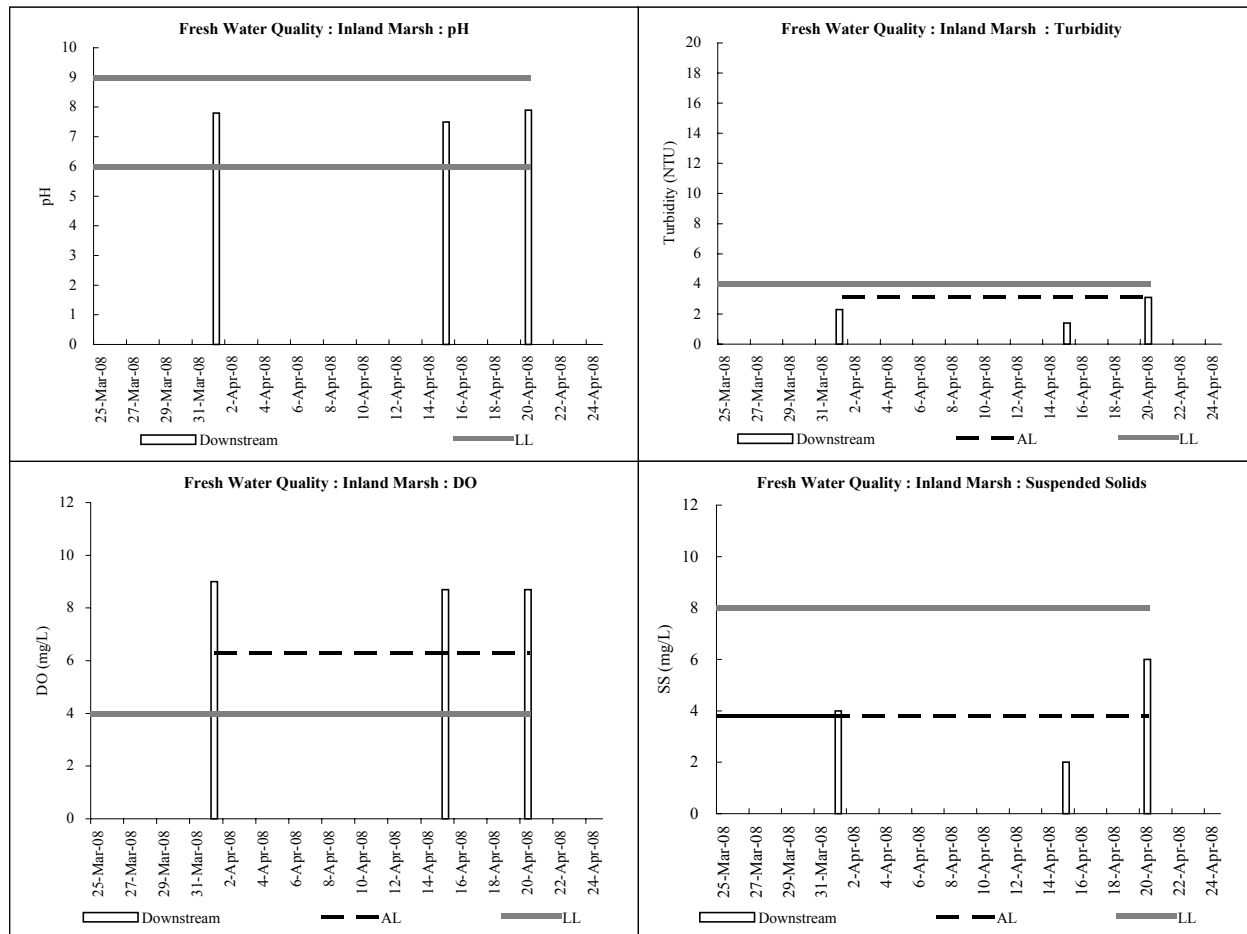 Fresh Water Quality : Inland Marsh : pH
10
9
8
7
6
5
4
3
2
1
0
pH
25-Mar-08
27-Mar-08
29-Mar-08
31-Mar-08
2-Apr-08
4-Apr-08
6-Apr-08
8-Apr-08
10-Apr-08
12-Apr-08
14-Apr-08
16-Apr-08
18-Apr-08
20-Apr-08
22-Apr-08
24-Apr-08
Downstream LL
Fresh Water Quality : Inland Marsh : Turbidity
20
18
16
14
12
10
8
6
4
2
0
Turbidity (NTU)
25-Mar-08
27-Mar-08
29-Mar-08
31-Mar-08
2-Apr-08
4-Apr-08
6-Apr-08
8-Apr-08
10-Apr-08
12-Apr-08
14-Apr-08
16-Apr-08
18-Apr-08
20-Apr-08
22-Apr-08
24-Apr-08
Downstream AL LL
Fresh Water Quality : Inland Marsh : DO
12
10
8
6
4
2
0
DO (mg/L)
25-Mar-08
27-Mar-08
29-Mar-08
31-Mar-08
2-Apr-08
4-Apr-08
6-Apr-08
8-Apr-08
10-Apr-08
12-Apr-08
14-Apr-08
16-Apr-08
18-Apr-08
20-Apr-08
22-Apr-08
24-Apr-08
Downstream AL LL
Fresh Water Quality : Inland Marsh : Suspended Solids
12
10
8
6
4
2
0
SS (mg/L)
25-Mar-08
27-Mar-08
29-Mar-08
31-Mar-08
2-Apr-08
4-Apr-08
6-Apr-08
8-Apr-08
10-Apr-08
12-Apr-08
14-Apr-08
16-Apr-08
18-Apr-08
20-Apr-08
22-Apr-08
24-Apr-08
Downstream AL LL